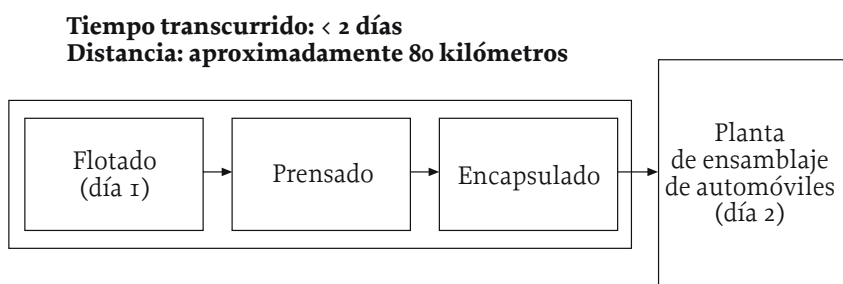 Tiempo transcurrido: < 2 días
Distancia: aproximadamente 80 kilómetros
Flotado
(día 1)
Prensado
Encapsulado
Planta
de ensamblaje
de automóviles
(día 2)